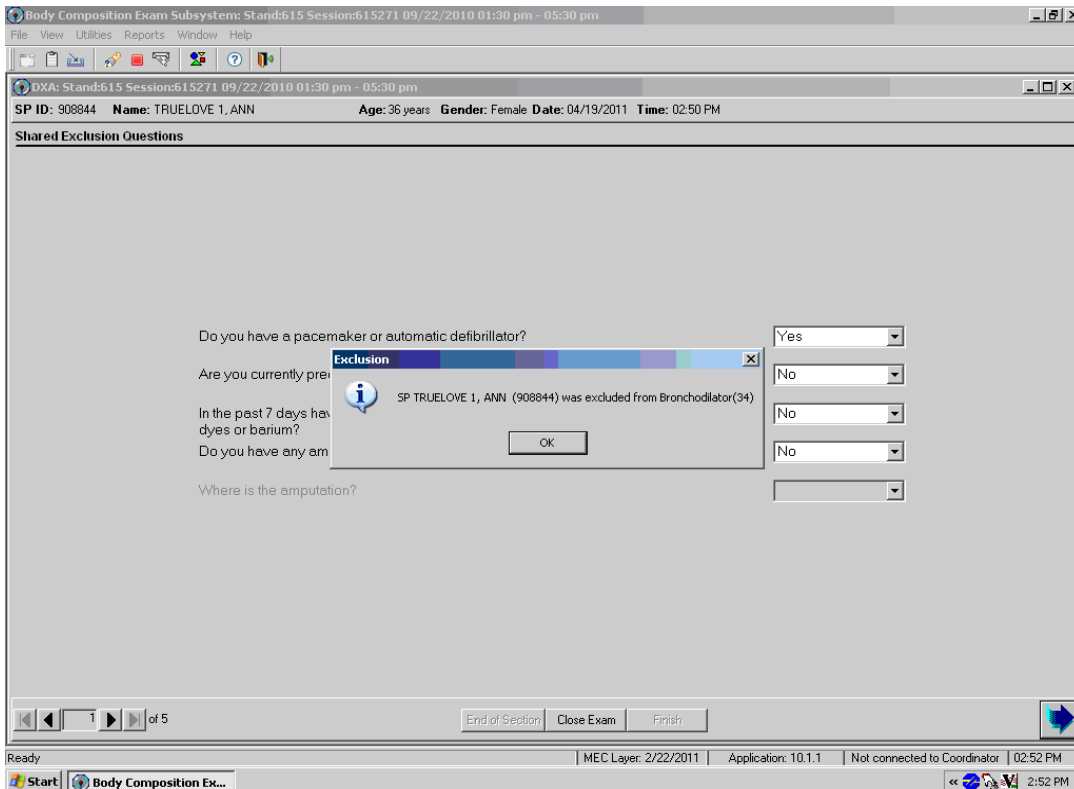 Body Composition Exam Subsystem: Stand:615 Session:615271 09/22/2010 01:30 pm - 05:30 pm
File View Utilities Reports Window Help
DXA: Stand:615 Session:615271 09/22/2010 01:30 pm - 05:30 pm
SP ID: 908844 Name: TRUELOVE 1, ANN Age: 36 years Gender: Female Date: 04/19/2011 Time: 02:50 PM
Shared Exclusion Questions
Do you have a pacemaker or automatic defibrillator? Yes
Exclusion
Are you currently No
SP TRUELOVE 1, ANN (908844) was excluded from Bronchodilator(34)
In the past 7 days No
dyes or barium?
OK
Do you have any No
Where is the amputation?
1 of 5 End of Section Close Exam Finish
Ready MEC Layer: 2/22/2011 Application: 10.1.1 Not connected to Coordinator 02:52 PM
Start Body Composition Ex... « 2:52 PM